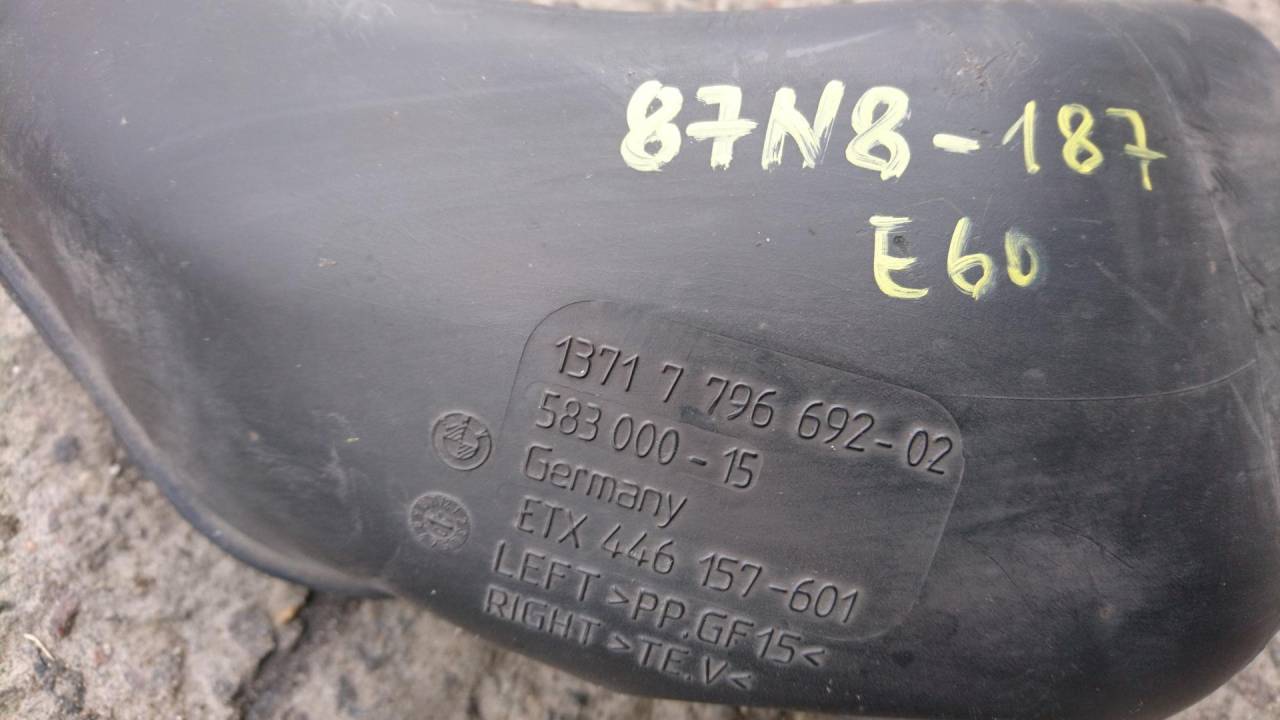 87N8-187
E60
1371 7 796 692-02
583 000-15
Germany
ETX 446 157-601
LEFT >PP.GF15<
RIGHT >TE.V<